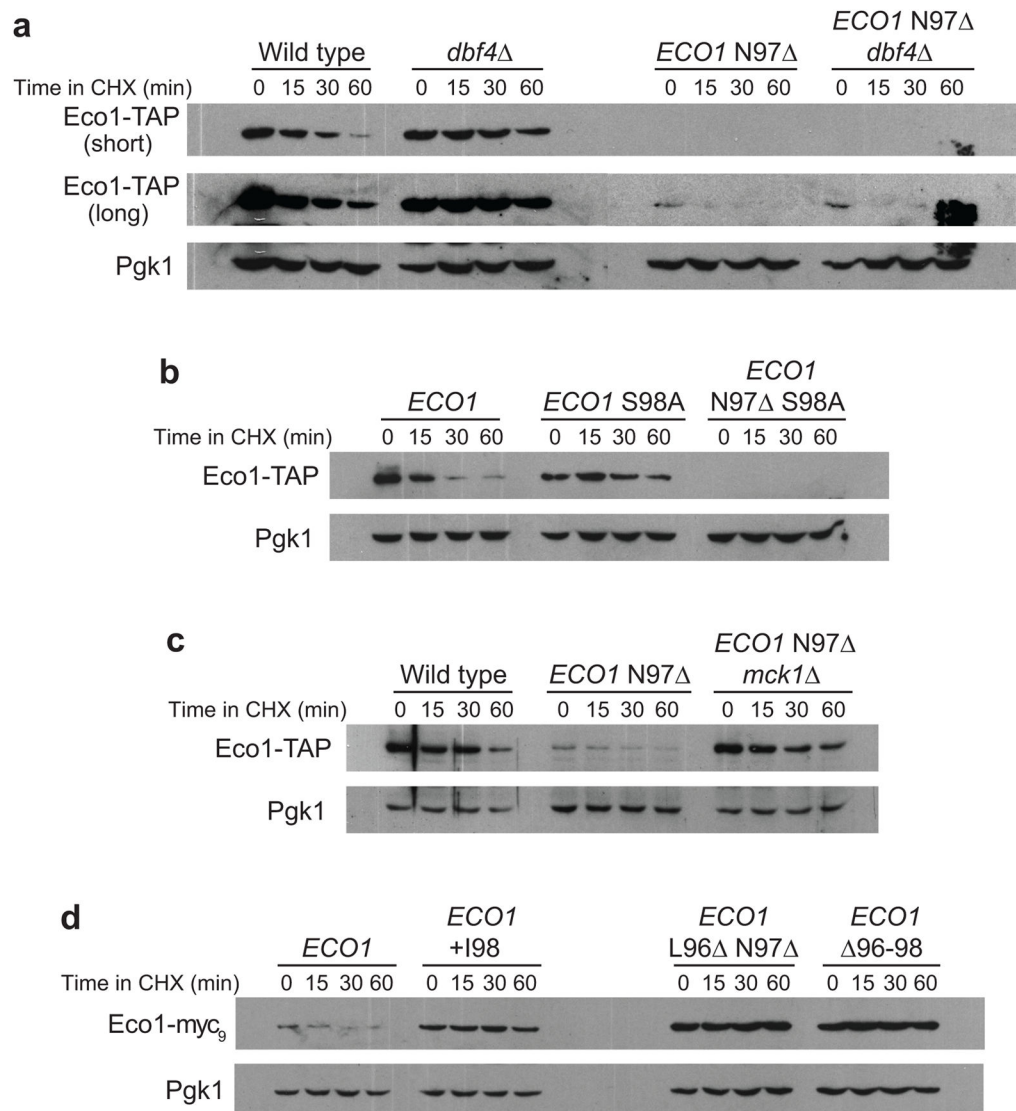 a
ECO1 N97Δ
Wild type dbf4Δ ECO1 N97Δ dbf4Δ
Time in CHX (min) 0 15 30 60 0 15 30 60 0 15 30 60 0 15 30 60
Eco1-TAP
(short)
Eco1-TAP
(long)
Pgk1
b
ECO1
ECO1 ECO1 S98A N97Δ S98A
Time in CHX (min) 0 15 30 60 0 15 30 60 0 15 30 60
Eco1-TAP
Pgk1
c
ECO1 N97Δ
Wild type ECO1 N97Δ mck1Δ
Time in CHX (min) 0 15 30 60 0 15 30 60 0 15 30 60
Eco1-TAP
Pgk1
d
ECO1 ECO1 ECO1
ECO1 +I98 L96Δ N97Δ Δ96-98
Time in CHX (min) 0 15 30 60 0 15 30 60 0 15 30 60 0 15 30 60
Eco1-myc9
Pgk1